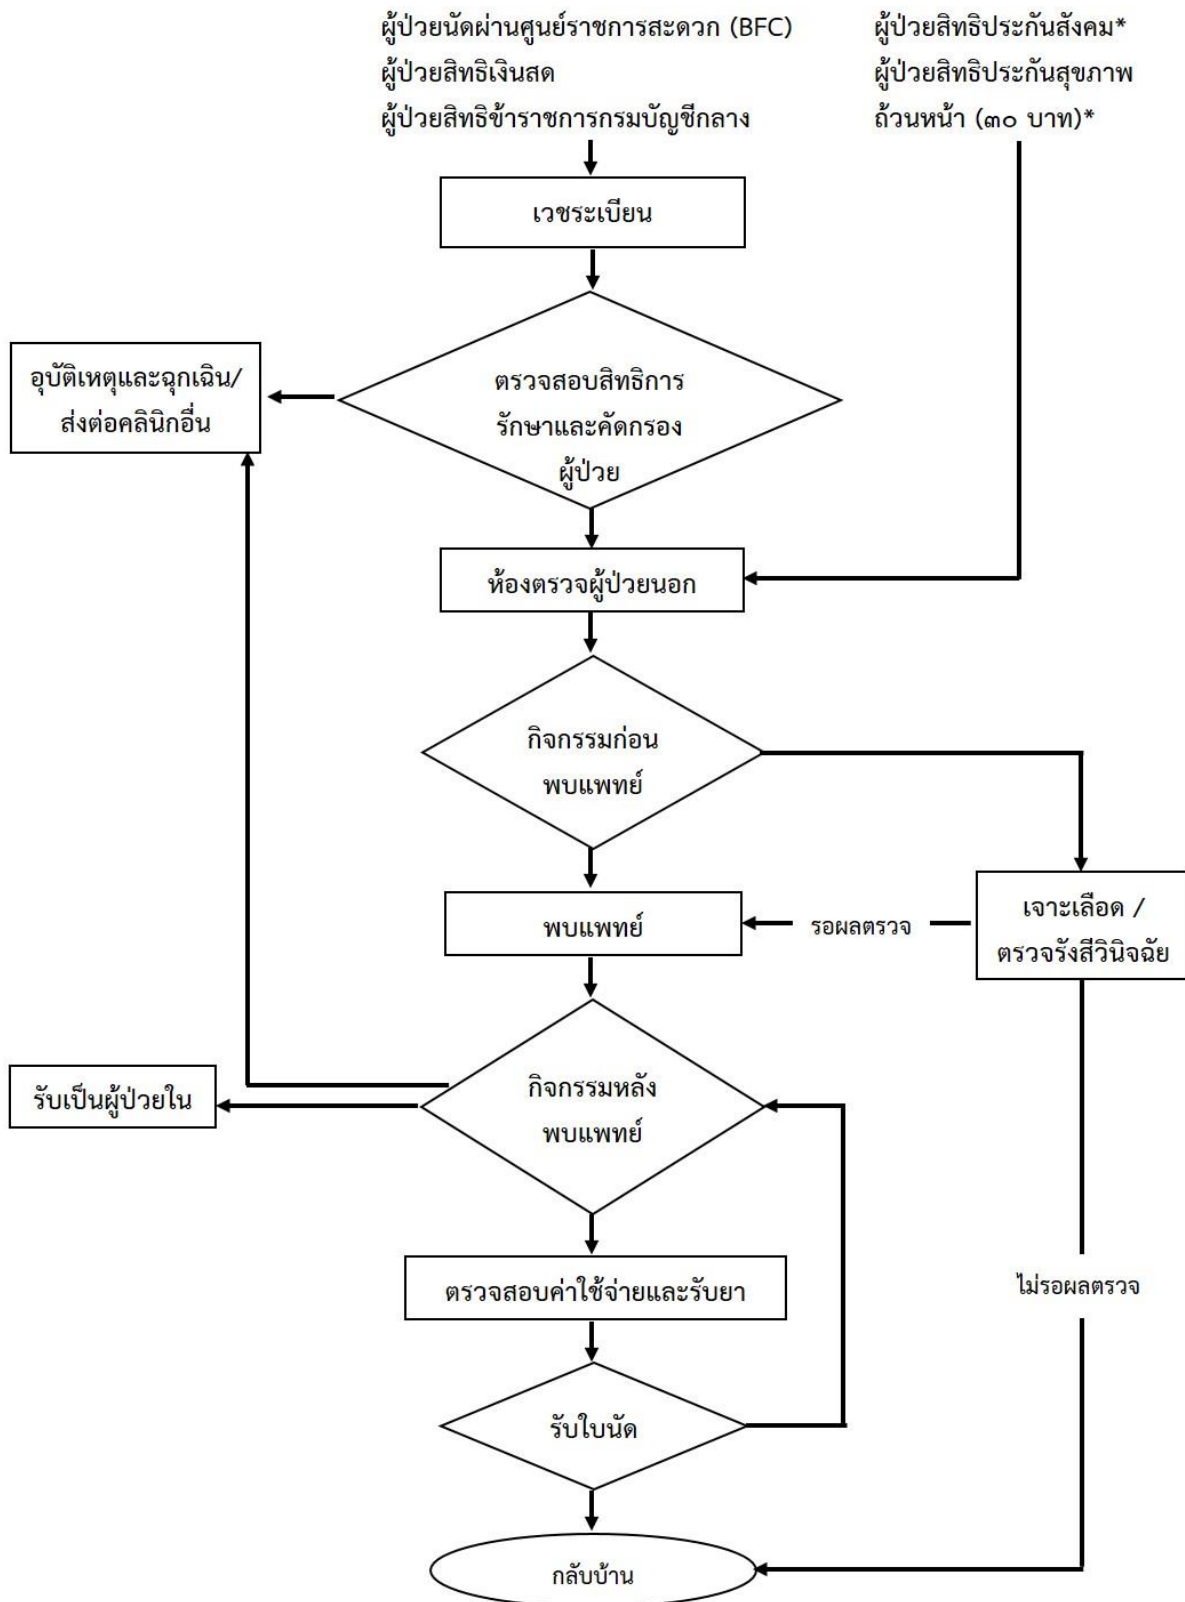 ผู้ป่วยนัดผ่านศูนย์ราชการสะดวก (BFC)
ผู้ป่วยสิทธิเงินสด
ผู้ป่วยสิทธิข้าราชการกรมบัญชีกลาง
ผู้ป่วยสิทธิประกันสังคม*
ผู้ป่วยสิทธิประกันสุขภาพ
ถ้วนหน้า (๓๐ บาท)*
เวชระเบียน
อุบัติเหตุและฉุกเฉิน/
ส่งต่อคลินิกอื่น
ตรวจสอบสิทธิการ
รักษาและคัดกรอง
ผู้ป่วย
ห้องตรวจผู้ป่วยนอก
กิจกรรมก่อน
พบแพทย์
เจาะเลือด /
ตรวจรังสีวินิจฉัย
รอผลตรวจ
พบแพทย์
กิจกรรมหลัง
พบแพทย์
รับเป็นผู้ป่วยใน
ตรวจสอบค่าใช้จ่ายและรับยา
ไม่รอผลตรวจ
รับใบนัด
กลับบ้าน